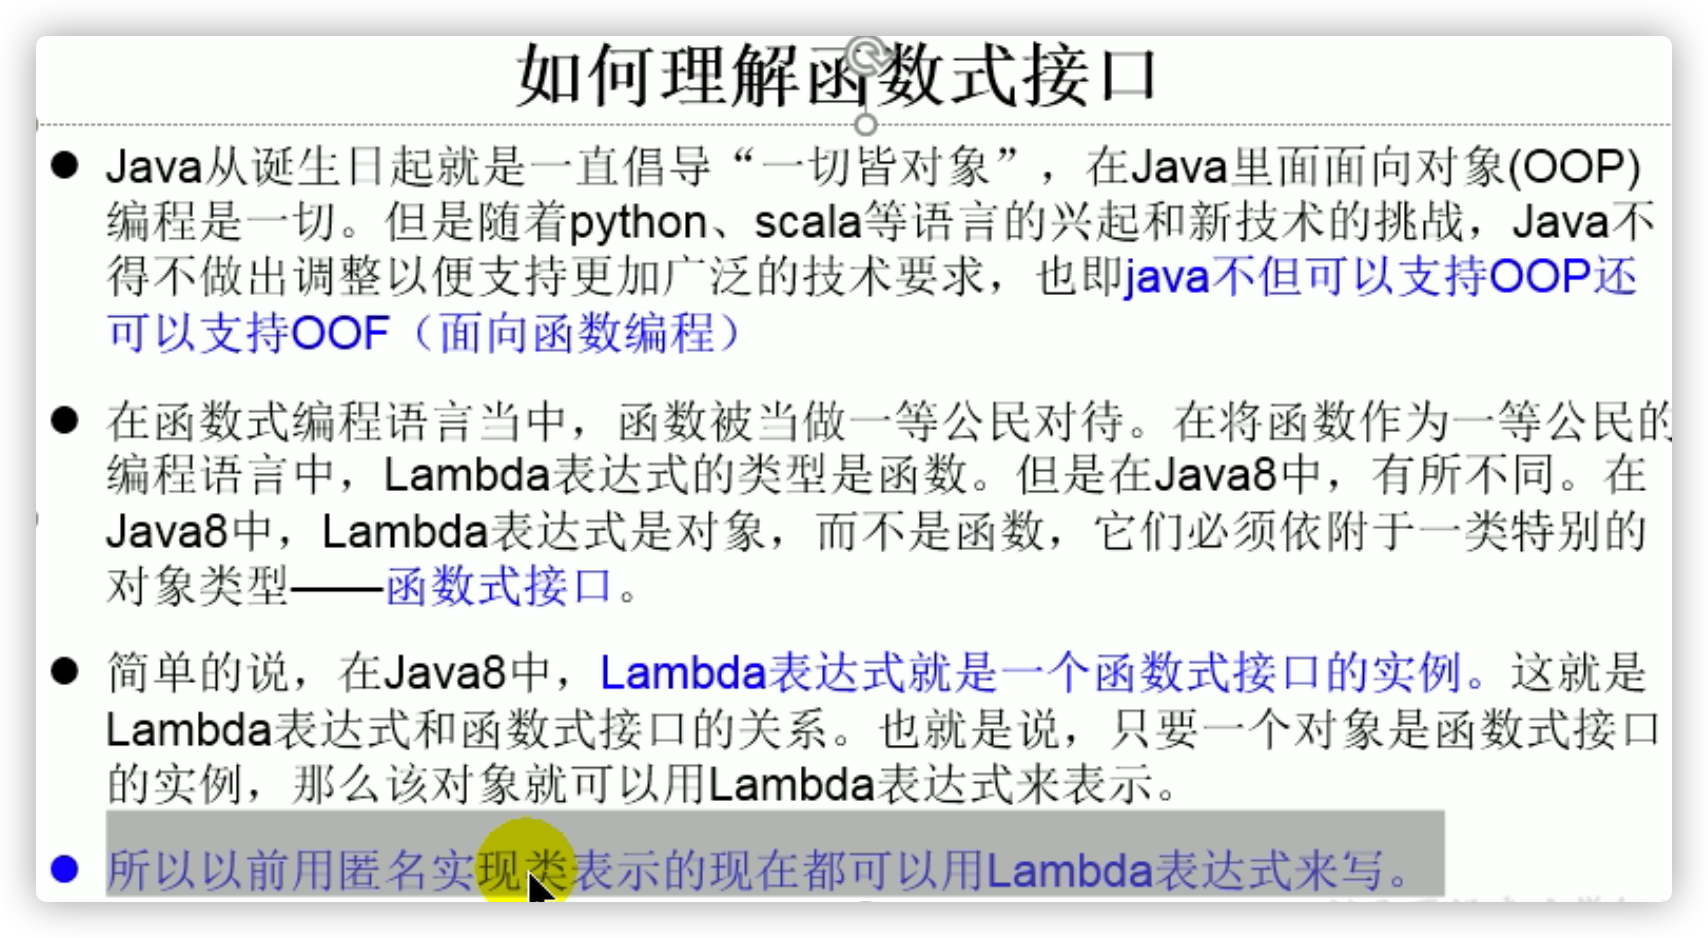 如何理解函数式接口
Java从诞生日起就是一直倡导“一切皆对象”，在Java里面面向对象(OOP)
编程是一切。但是随着python、scala等语言的兴起和新技术的挑战，Java不
得不做出调整以便支持更加广泛的技术要求，也即java不但可以支持OOP还
可以支持OOF（面向函数编程）
在函数式编程语言当中，函数被当做一等公民对待。在将函数作为一等公民的
编程语言中，Lambda表达式的类型是函数。但是在Java8中，有所不同。在
Java8中，Lambda表达式是对象，而不是函数，它们必须依附于一类特别的
对象类型——函数式接口。
简单的说，在Java8中，Lambda表达式就是一个函数式接口的实例。这就是
Lambda表达式和函数式接口的关系。也就是说，只要一个对象是函数式接口
的实例，那么该对象就可以用Lambda表达式来表示。
所以以前用匿名实现类表示的现在都可以用Lambda表达式来写。